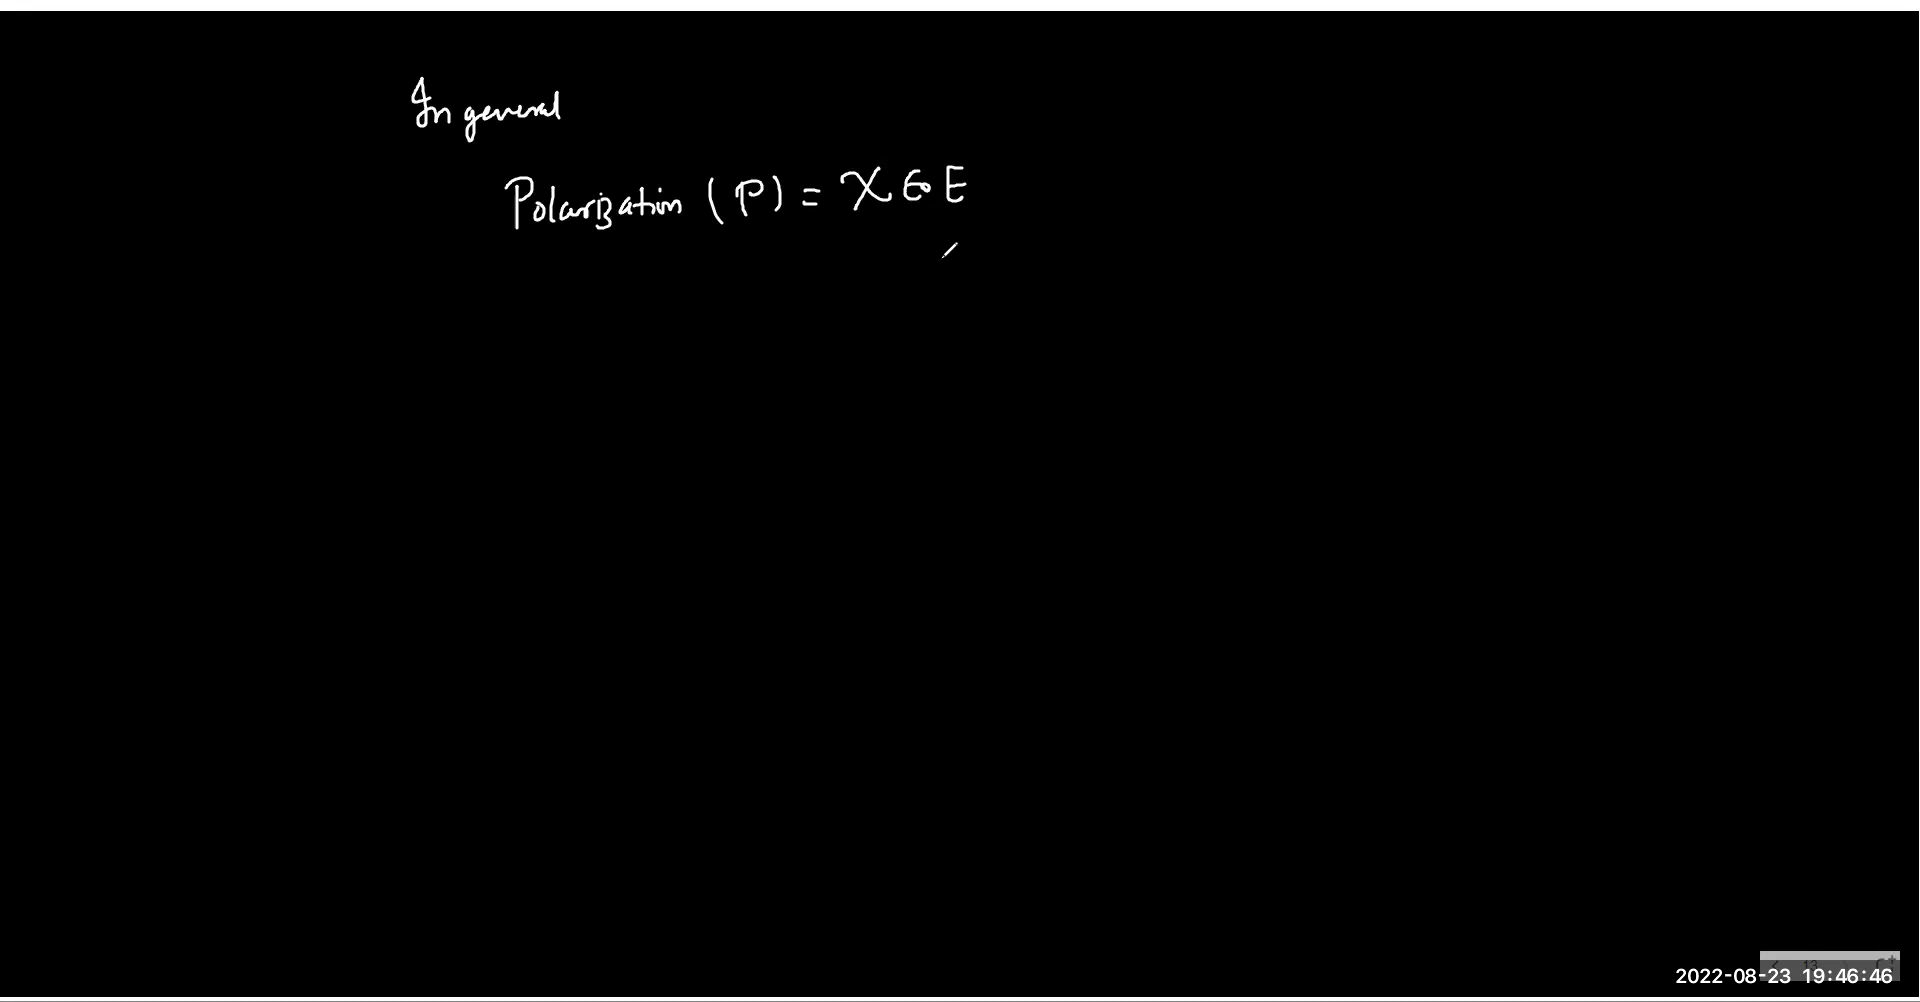 In general
Polarization (P) = χ ϵ₀ E
2022-08-23 19:46:46